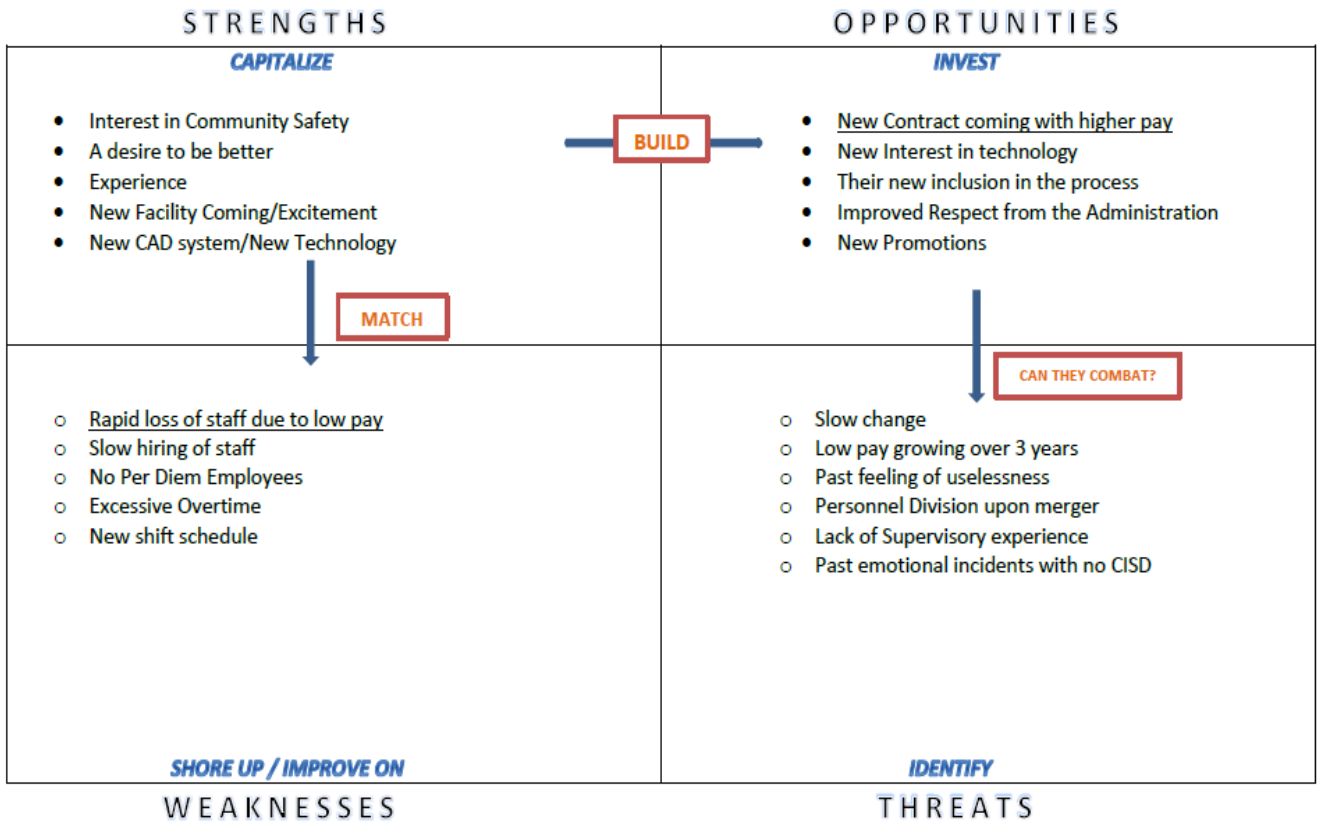 STRENGTHS
OPPORTUNITIES
CAPITALIZE
INVEST
• Interest in Community Safety
• A desire to be better
• Experience
• New Facility Coming/Excitement
• New CAD system/New Technology
BUILD
• New Contract coming with higher pay
• New Interest in technology
• Their new inclusion in the process
• Improved Respect from the Administration
• New Promotions
MATCH
CAN THEY COMBAT?
o Rapid loss of staff due to low pay
o Slow hiring of staff
o No Per Diem Employees
o Excessive Overtime
o New shift schedule
o Slow change
o Low pay growing over 3 years
o Past feeling of uselessness
o Personnel Division upon merger
o Lack of Supervisory experience
o Past emotional incidents with no CISD
SHORE UP / IMPROVE ON
IDENTIFY
WEAKNESSES
THREATS